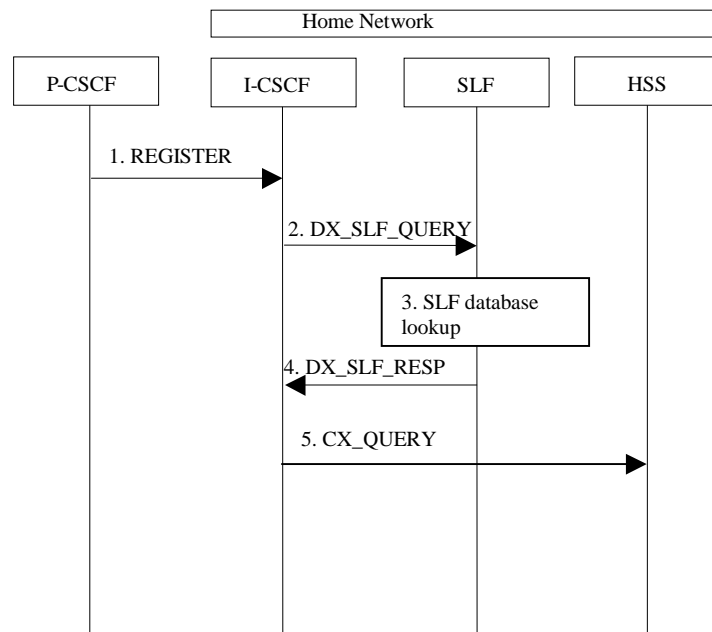 Home Network
P-CSCF
I-CSCF
SLF
HSS
1. REGISTER
2. DX_SLF_QUERY
3. SLF database
lookup
4. DX_SLF_RESP
5. CX_QUERY